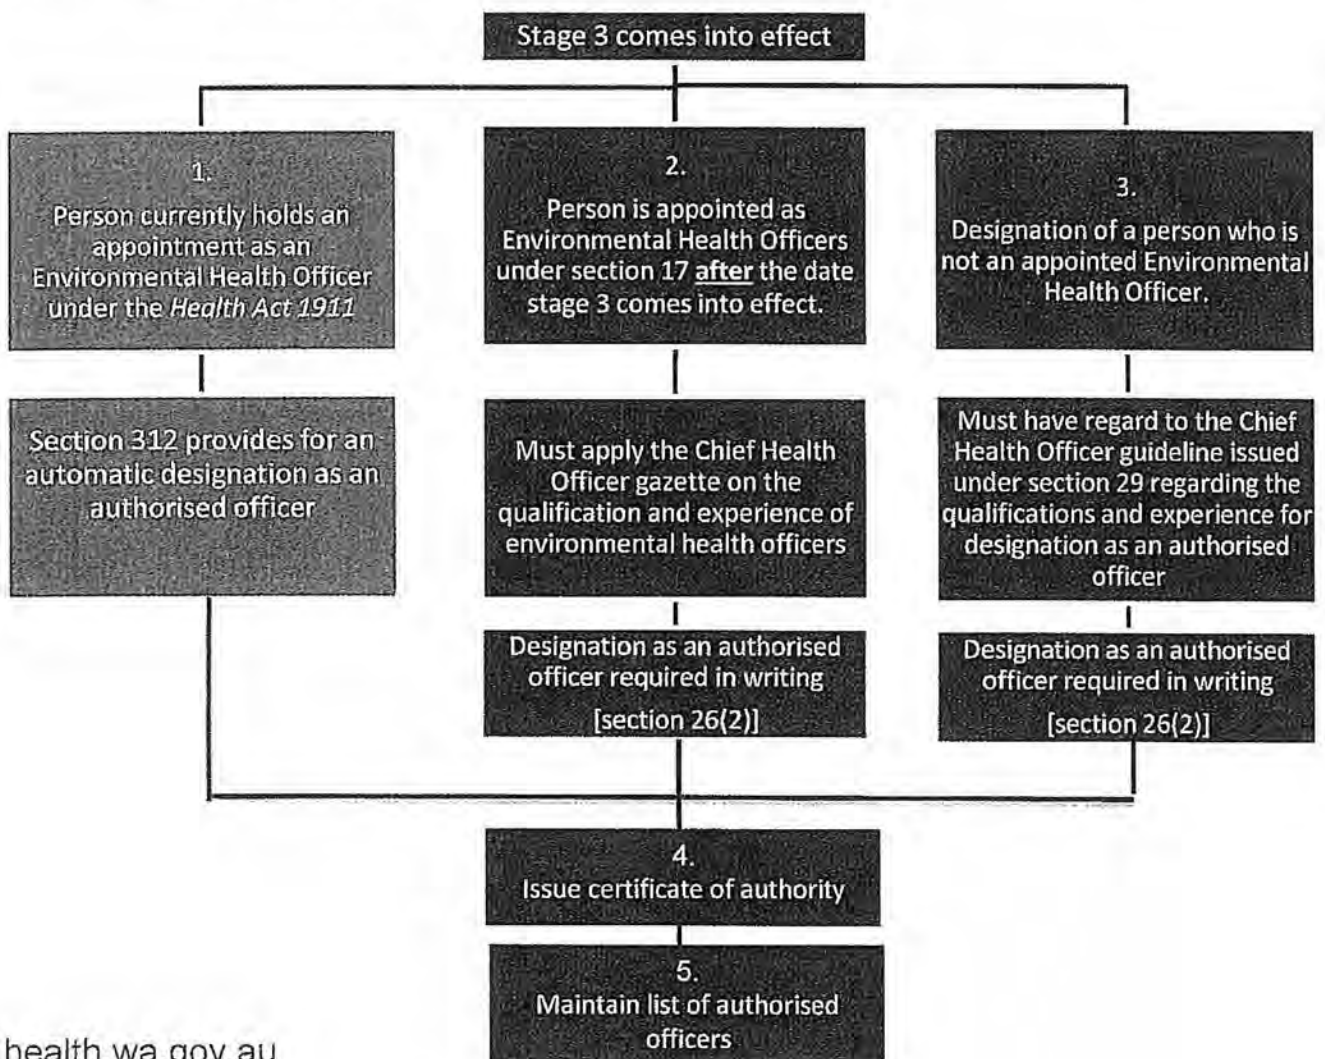 Stage 3 comes into effect
1.
Person currently holds an
appointment as an
Environmental Health Officer
under the Health Act 1911
2.
Person is appointed as
Environmental Health Officers
under section 17 after the date
stage 3 comes into effect.
3.
Designation of a person who is
not an appointed Environmental
Health Officer.
Section 312 provides for an
automatic designation as an
authorised officer
Must apply the Chief Health
Officer gazette on the
qualification and experience of
environmental health officers
Must have regard to the Chief
Health Officer guideline issued
under section 29 regarding the
qualifications and experience for
designation as an authorised
officer
Designation as an authorised
officer required in writing
[section 26(2)]
Designation as an authorised
officer required in writing
[section 26(2)]
4.
Issue certificate of authority
5.
Maintain list of authorised
officers
health.wa.gov.au